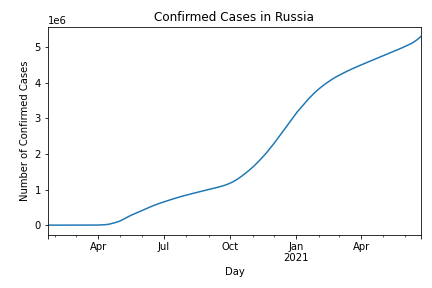 Confirmed Cases in Russia
1e6
5
4
3
2
1
0
Number of Confirmed Cases
Apr Jul Oct Jan Apr
2021
Day